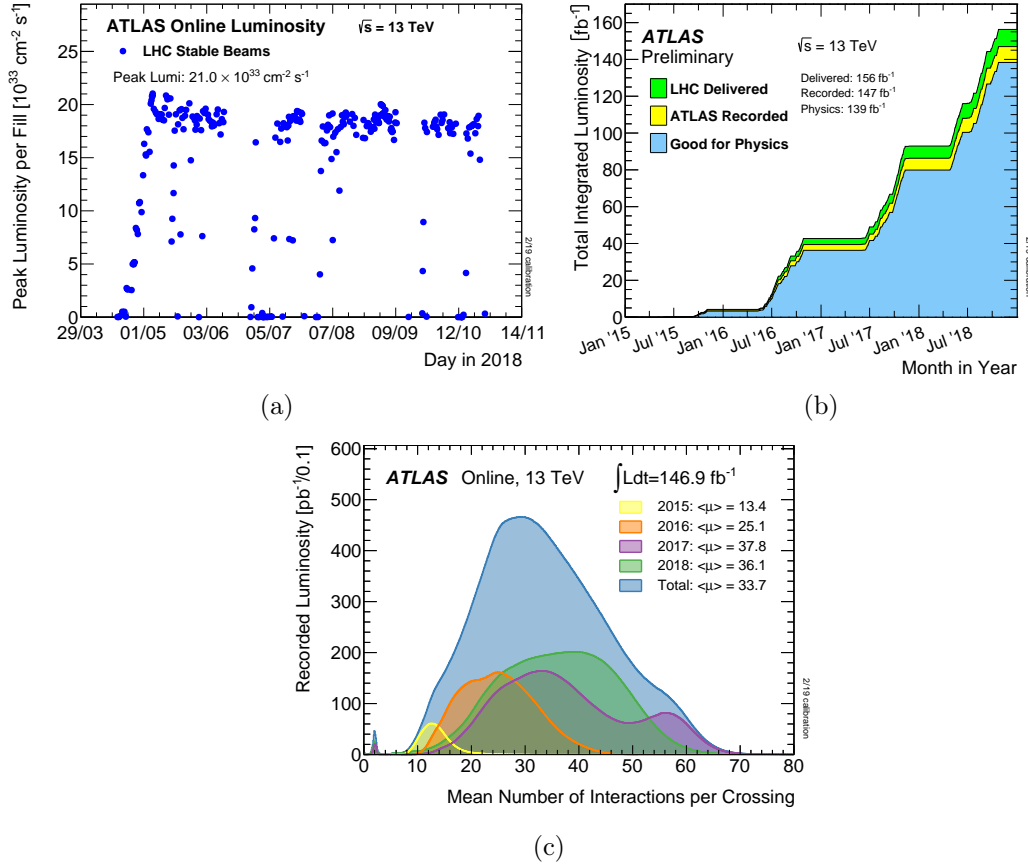 ATLAS Online Luminosity √s = 13 TeV
LHC Stable Beams
Peak Lumi: 21.0 × 10³³ cm⁻² s⁻¹
Peak Luminosity per Fill [10³³ cm⁻² s⁻¹]
25
20
15
10
5
0
29/03 01/05 03/06 05/07 07/08 09/09 12/10 14/11
Day in 2018
2/19 calibration
(a)
ATLAS
Preliminary
√s = 13 TeV
Delivered: 156 fb⁻¹
Recorded: 147 fb⁻¹
Physics: 139 fb⁻¹
LHC Delivered
ATLAS Recorded
Good for Physics
Total Integrated Luminosity [fb⁻¹]
160
140
120
100
80
60
40
20
0
Jan '15 Jul '15 Jan '16 Jul '16 Jan '17 Jul '17 Jan '18 Jul '18
Month in Year
calibration
(b)
ATLAS Online, 13 TeV ∫Ldt=146.9 fb⁻¹
2015: <μ> = 13.4
2016: <μ> = 25.1
2017: <μ> = 37.8
2018: <μ> = 36.1
Total: <μ> = 33.7
Recorded Luminosity [pb⁻¹/0.1]
600
500
400
300
200
100
0
0 10 20 30 40 50 60 70 80
Mean Number of Interactions per Crossing
2/19 calibration
(c)